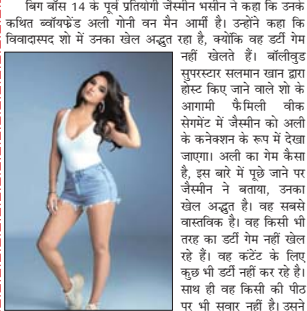 बिग बॉस 14 के पूर्व प्रतियोगी जैस्मीन भसीन ने कहा कि उनके
कथित ब्वॉयफ्रेंड अली गोनी वन मैन आर्मी है। उन्होंने कहा कि
विवादास्पद शो में उनका खेल अद्भुत रहा है, क्योंकि वह डर्टी गेम
नहीं खेलते हैं। बॉलीवुड
सुपरस्टार सलमान खान द्वारा
होस्ट किए जाने वाले शो के
आगामी फैमिली वीक
सेगमेंट में जैस्मीन को अली
के कनेक्शन के रूप में देखा
जाएगा। अली का गेम कैसा
है, इस बारे में पूछे जाने पर
जैस्मीन ने बताया, उनका
खेल अद्भुत है। वह सबसे
वास्तविक है। वह किसी भी
तरह का डर्टी गेम नहीं खेल
रहे हैं। वह कंटेंट के लिए
कुछ भी डर्टी नहीं कर रहे है।
साथ ही वह किसी की पीठ
पर भी सवार नहीं है। उसने